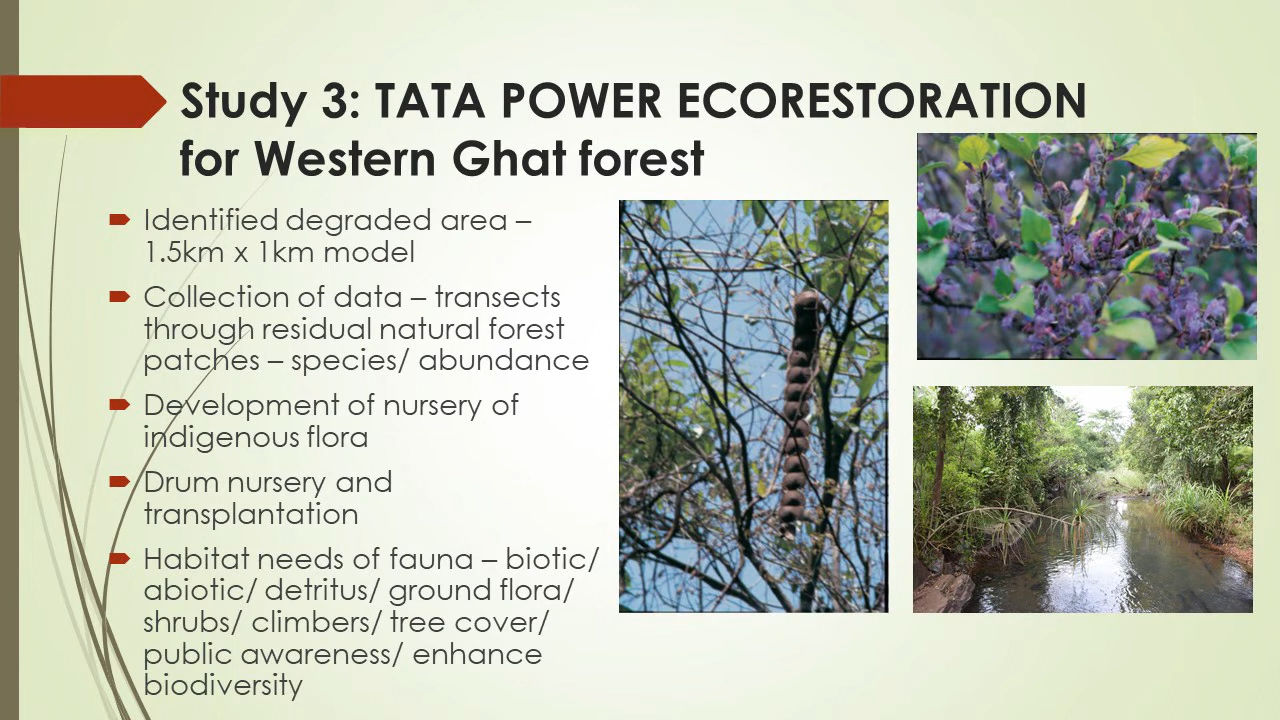 Study 3: TATA POWER ECORESTORATION
for Western Ghat forest
Identified degraded area –
1.5km x 1km model
Collection of data – transects
through residual natural forest
patches – species/ abundance
Development of nursery of
indigenous flora
Drum nursery and
transplantation
Habitat needs of fauna – biotic/
abiotic/ detritus/ ground flora/
shrubs/ climbers/ tree cover/
public awareness/ enhance
biodiversity